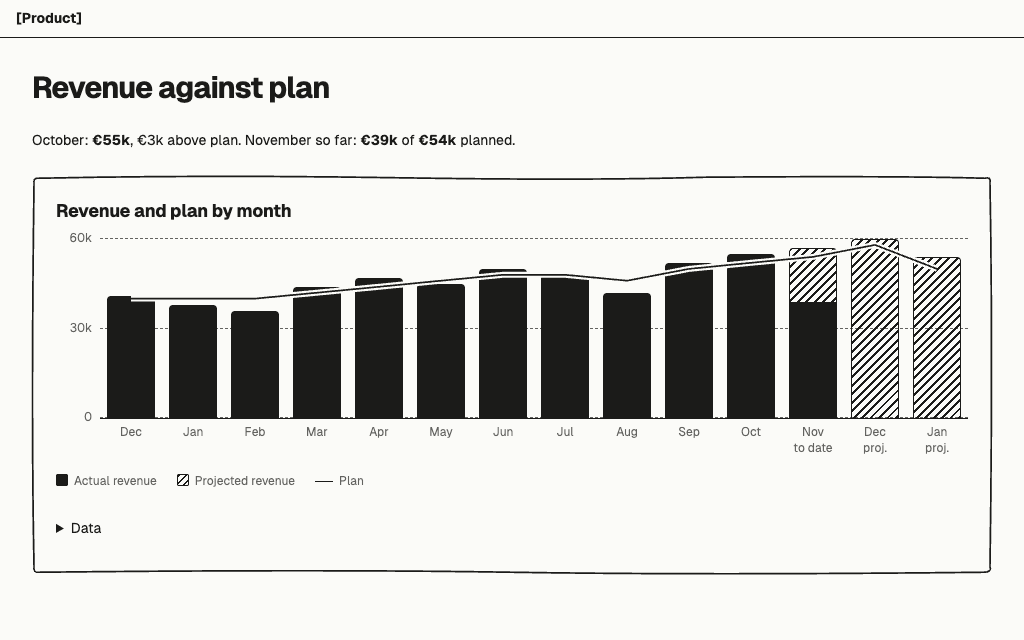 [Product]
Revenue against plan
October: €55k, €3k above plan. November so far: €39k of €54k planned.
Revenue and plan by month
60k
30k
0
Dec Jan Feb Mar Apr May Jun Jul Aug Sep Oct Nov Dec Jan
to date proj. proj.
Actual revenue Projected revenue Plan
Data